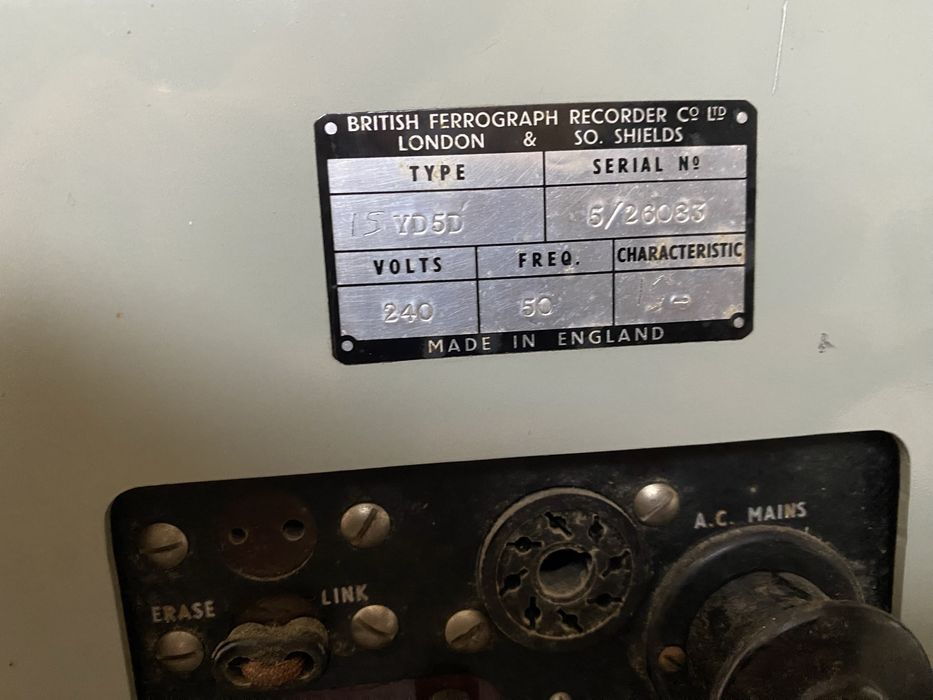 BRITISH FERROGRAPH RECORDER Co LTD
LONDON & SO. SHIELDS
TYPE SERIAL No
15 YD5D 5/26083
VOLTS FREQ. CHARACTERISTIC
240 50
MADE IN ENGLAND
A.C. MAINS
ERASE LINK